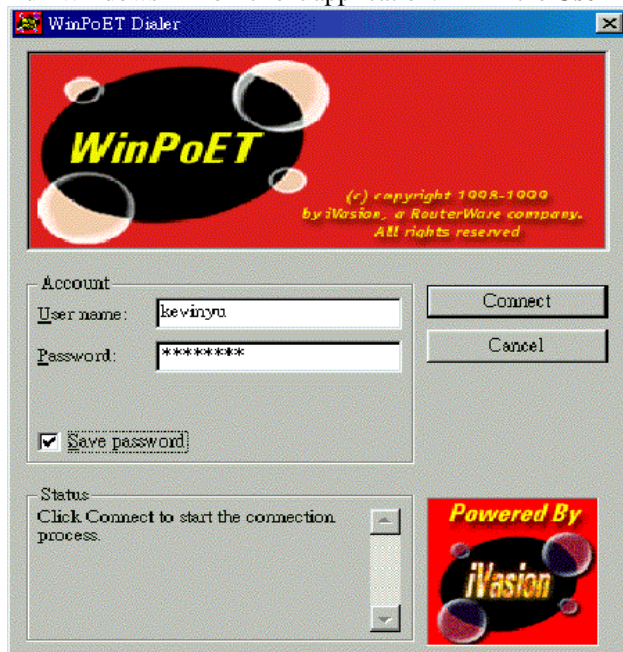 WinPoET Dialer
WinPoET
(c) copyright 1998-1999
by iVasion, a RouterWare company.
All rights reserved
Account
User name:
kevinyu
Connect
Password:
********
Cancel
Save password
Status
Click Connect to start the connection
process.
Powered By
iVasion